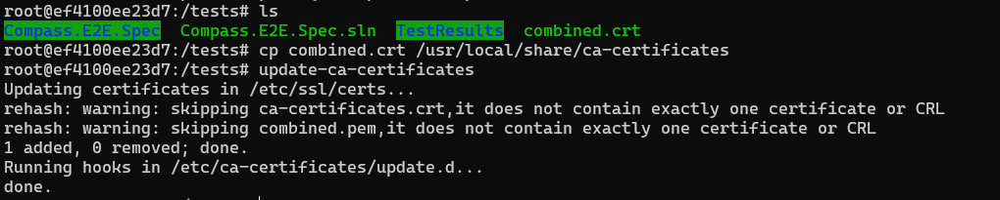 root@ef4100ee23d7:/tests# ls
Compass.E2E.Spec  Compass.E2E.Spec.sln  TestResults  combined.crt
root@ef4100ee23d7:/tests# cp combined.crt /usr/local/share/ca-certificates
root@ef4100ee23d7:/tests# update-ca-certificates
Updating certificates in /etc/ssl/certs...
rehash: warning: skipping ca-certificates.crt,it does not contain exactly one certificate or CRL
rehash: warning: skipping combined.pem,it does not contain exactly one certificate or CRL
1 added, 0 removed; done.
Running hooks in /etc/ca-certificates/update.d...
done.